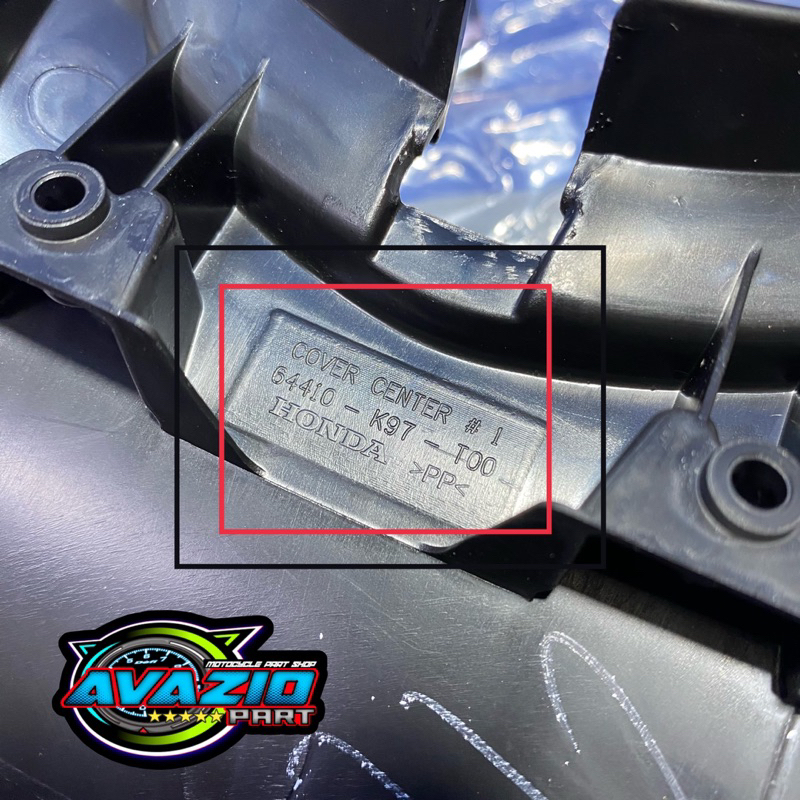 COVER CENTER # 1
64410 - K97 - T00
HONDA >PP<
MOTOCYCLE PART SHOP
AVAZIO
PART